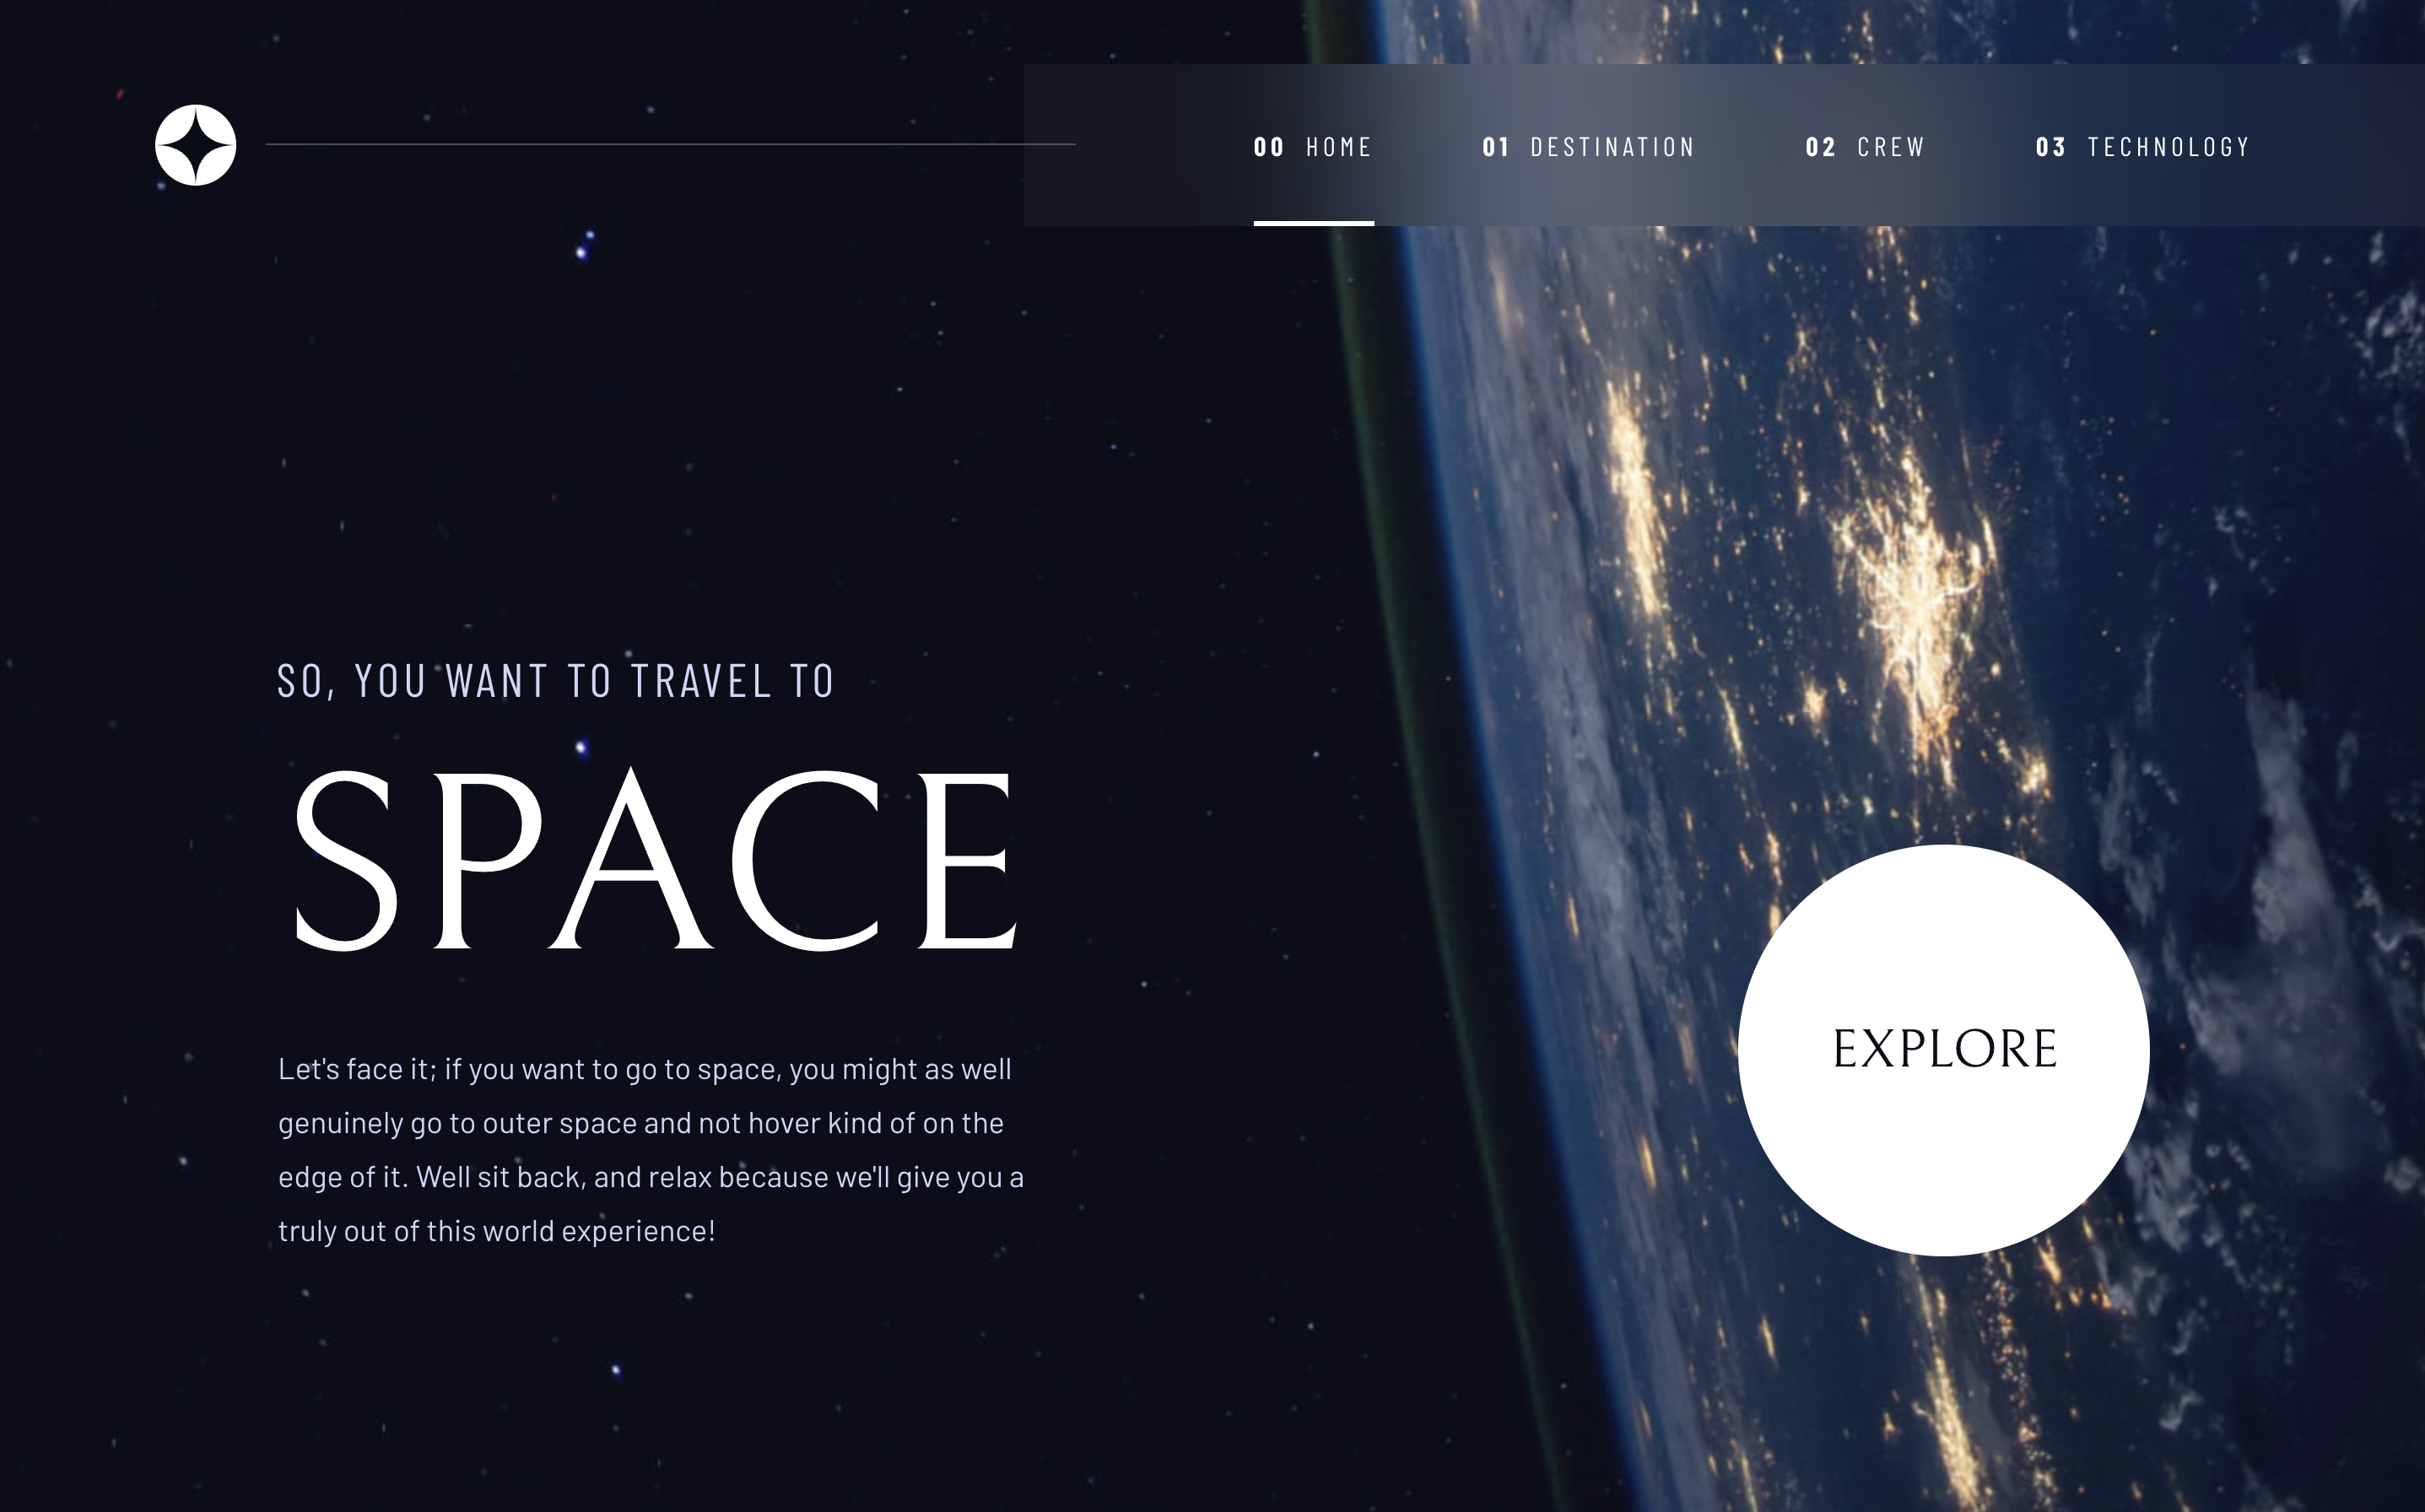 00 HOME 01 DESTINATION 02 CREW 03 TECHNOLOGY
SO, YOU WANT TO TRAVEL TO
SPACE
Let's face it; if you want to go to space, you might as well
genuinely go to outer space and not hover kind of on the
edge of it. Well sit back, and relax because we'll give you a
truly out of this world experience!
EXPLORE